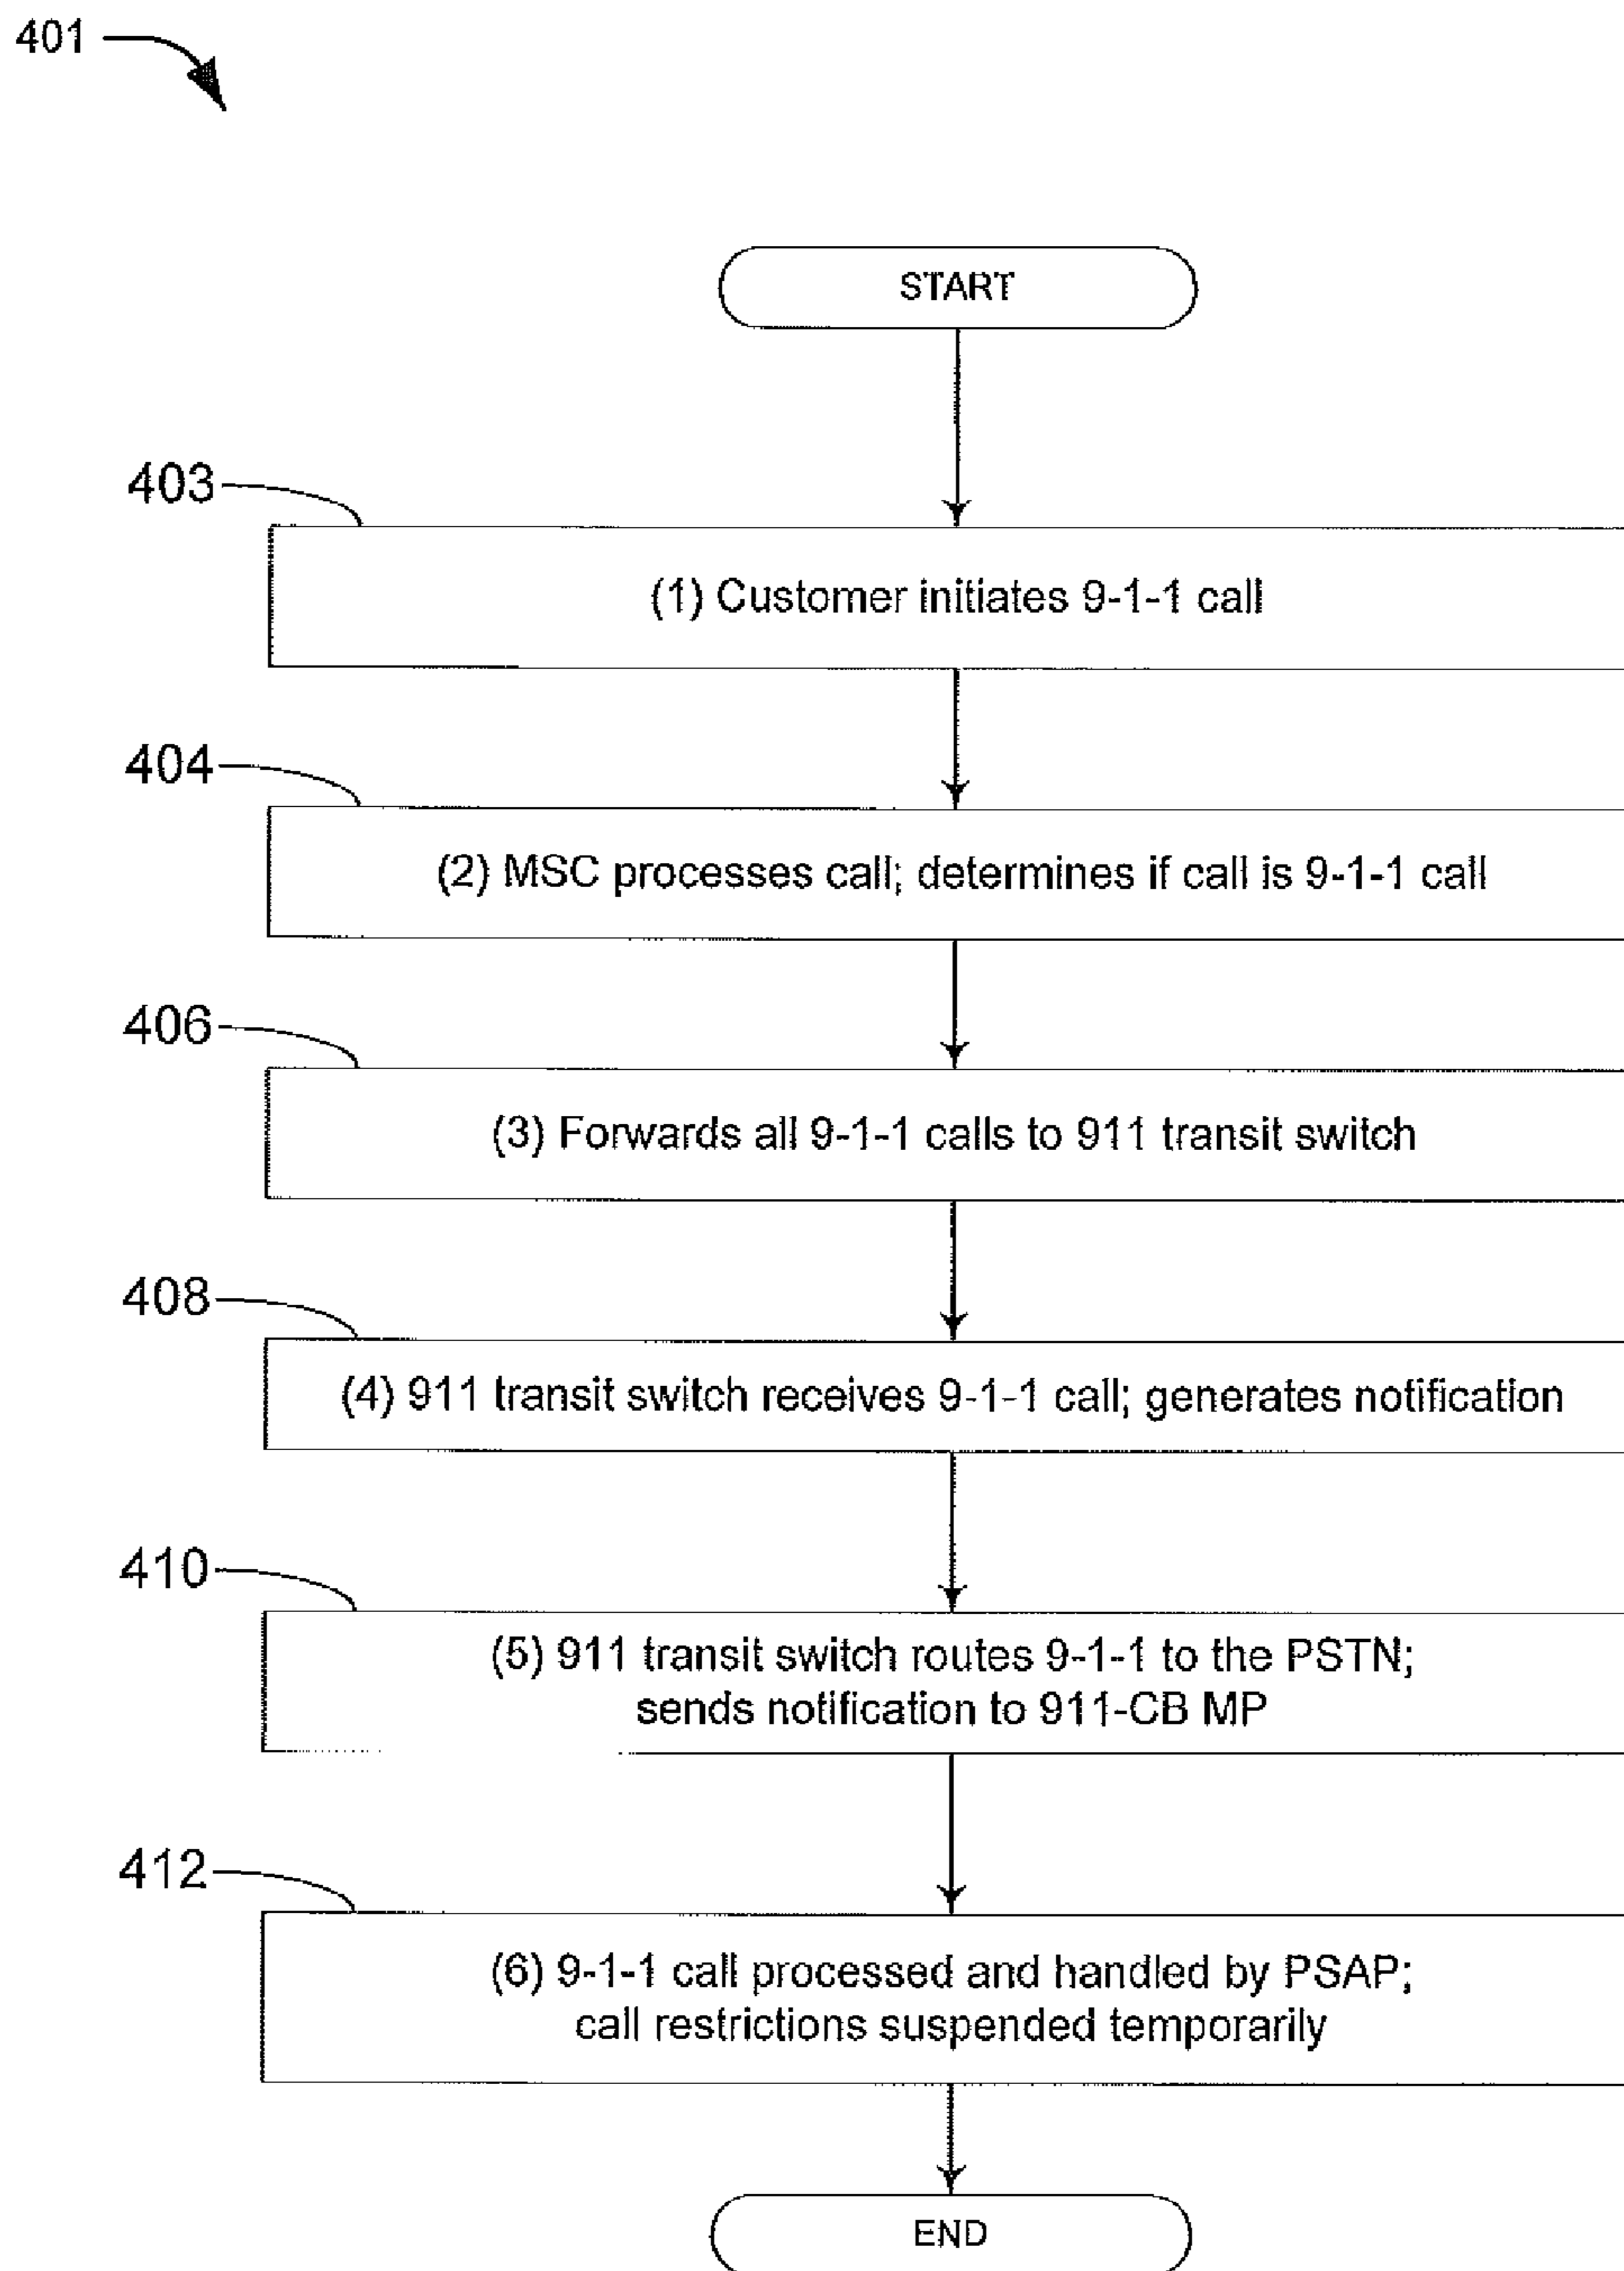 401
START
403
(1) Customer initiates 9-1-1 call
404
(2) MSC processes call; determines if call is 9-1-1 call
406
(3) Forwards all 9-1-1 calls to 911 transit switch
408
(4) 911 transit switch receives 9-1-1 call; generates notification
410
(5) 911 transit switch routes 9-1-1 to the PSTN;
sends notification to 911-CB MP
412
(6) 9-1-1 call processed and handled by PSAP;
call restrictions suspended temporarily
END